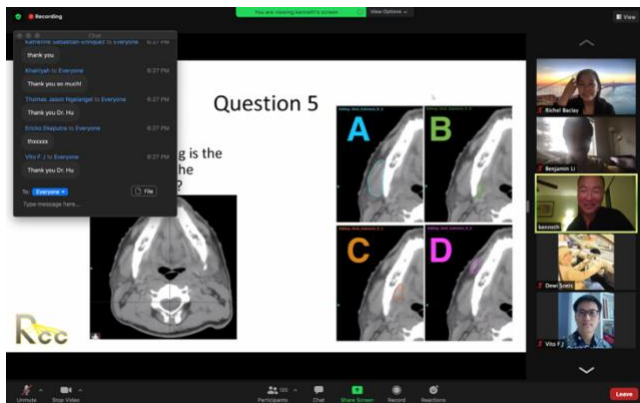 Recording
You are viewing kenneth's screen
View Options
View
Chat
Katherine Sebastian-Enriquez to Everyone 6:27 PM
thank you
Khairiyah to Everyone 6:27 PM
Thank you so much!
Thomas Jason Ngelangel to Everyone 6:27 PM
Thank you Dr. Hu
Ericko Ekaputra to Everyone 6:27 PM
thxxxxx
Vito F J to Everyone 6:27 PM
Thank you Dr. Hu
To: Everyone
File
Type message here...
Question 5
g is the
he
?
A
B
C
D
Rcc
Richel Baclay
Benjamin Li
kenneth
Vito F J
Unmute
Stop Video
Participants
Chat
Share Screen
Record
Reactions
Leave